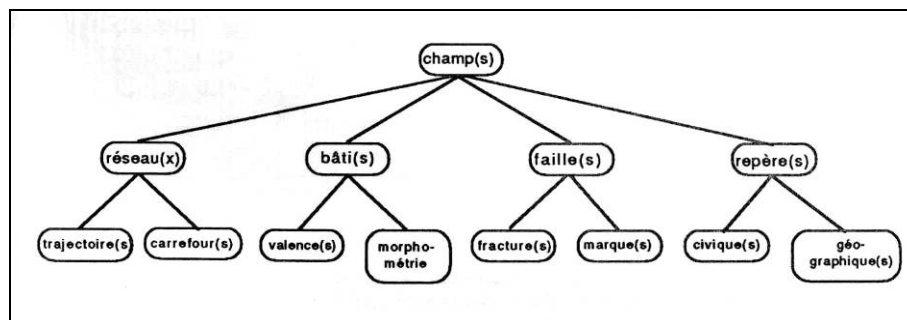 champ(s)
réseau(x)
bâti(s)
faille(s)
repère(s)
trajectoire(s)
carrefour(s)
valence(s)
morpho-
métrie
fracture(s)
marque(s)
civique(s)
géo-
graphique(s)